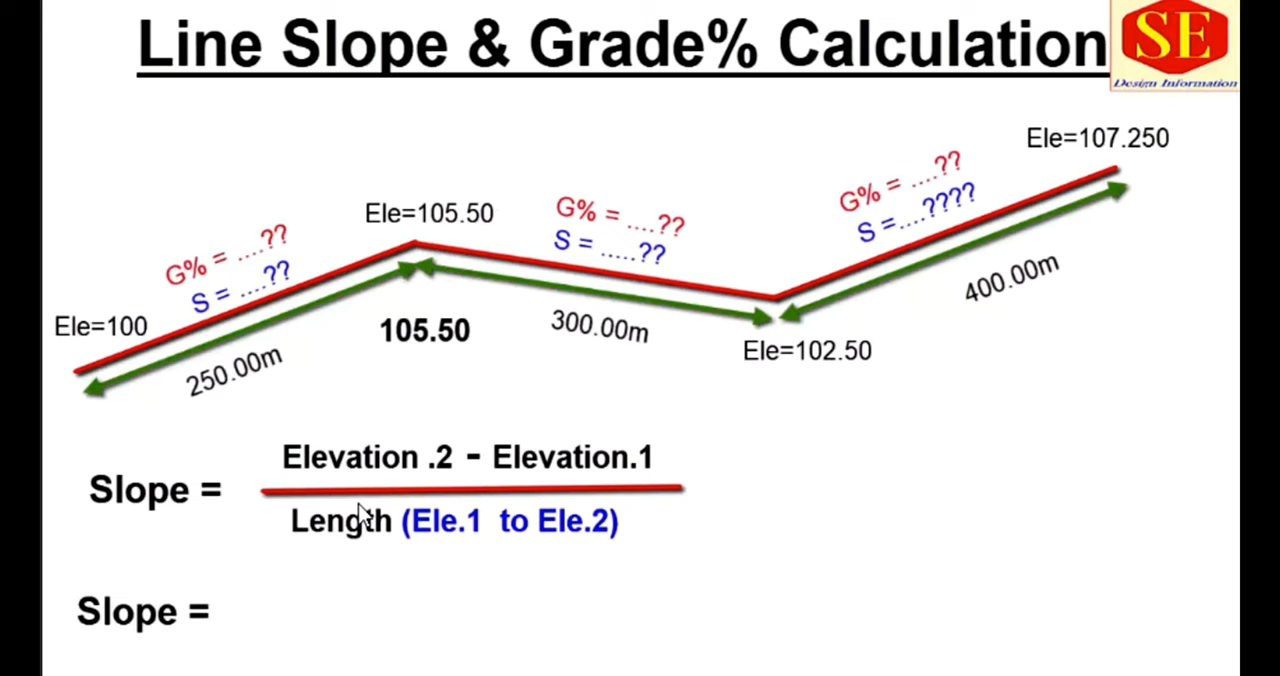 Line Slope & Grade% Calculation
SE
Design Information
Ele=107.250
G% = ....??
S =....????
Ele=105.50
G% = ....??
S = .....??
G% = ....??
S = ....??
400.00m
Ele=100
105.50
300.00m
Ele=102.50
250.00m
Elevation .2 - Elevation.1
Slope =
Length (Ele.1 to Ele.2)
Slope =